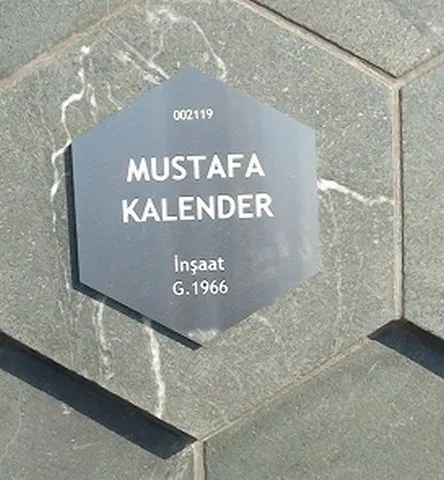 002119
MUSTAFA
KALENDER
İnşaat
G.1966